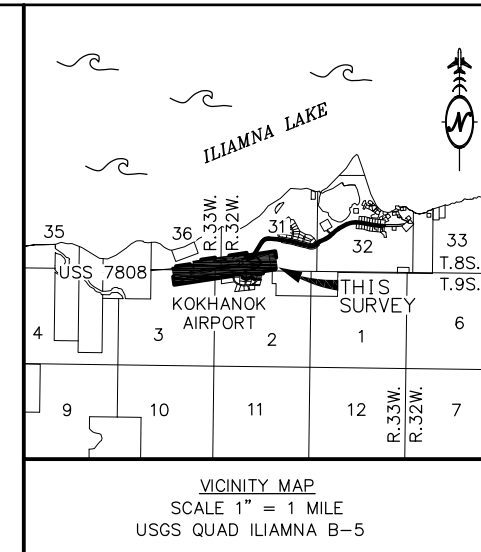 ILIAMNA LAKE
N
35
36
R.33W.
R.32W.
31
32
33
T.8S.
T.9S.
USS 7808
THIS
SURVEY
KOKHANOK
AIRPORT
4
3
2
1
6
9
10
11
12
R.33W.
R.32W.
7
VICINITY MAP
SCALE 1" = 1 MILE
USGS QUAD ILIAMNA B-5